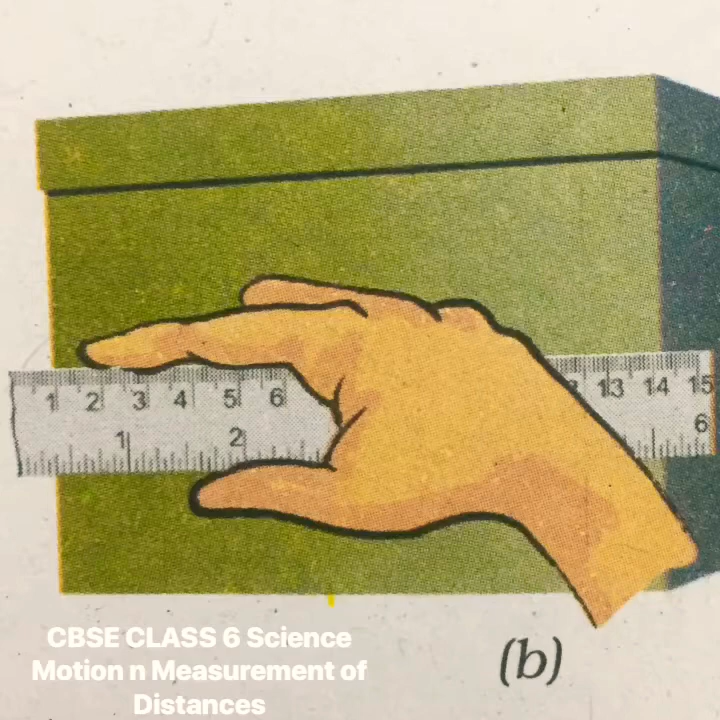 1 2 3 4 5 6 13 14 15
1 2 6
CBSE CLASS 6 Science
Motion n Measurement of
Distances
(b)